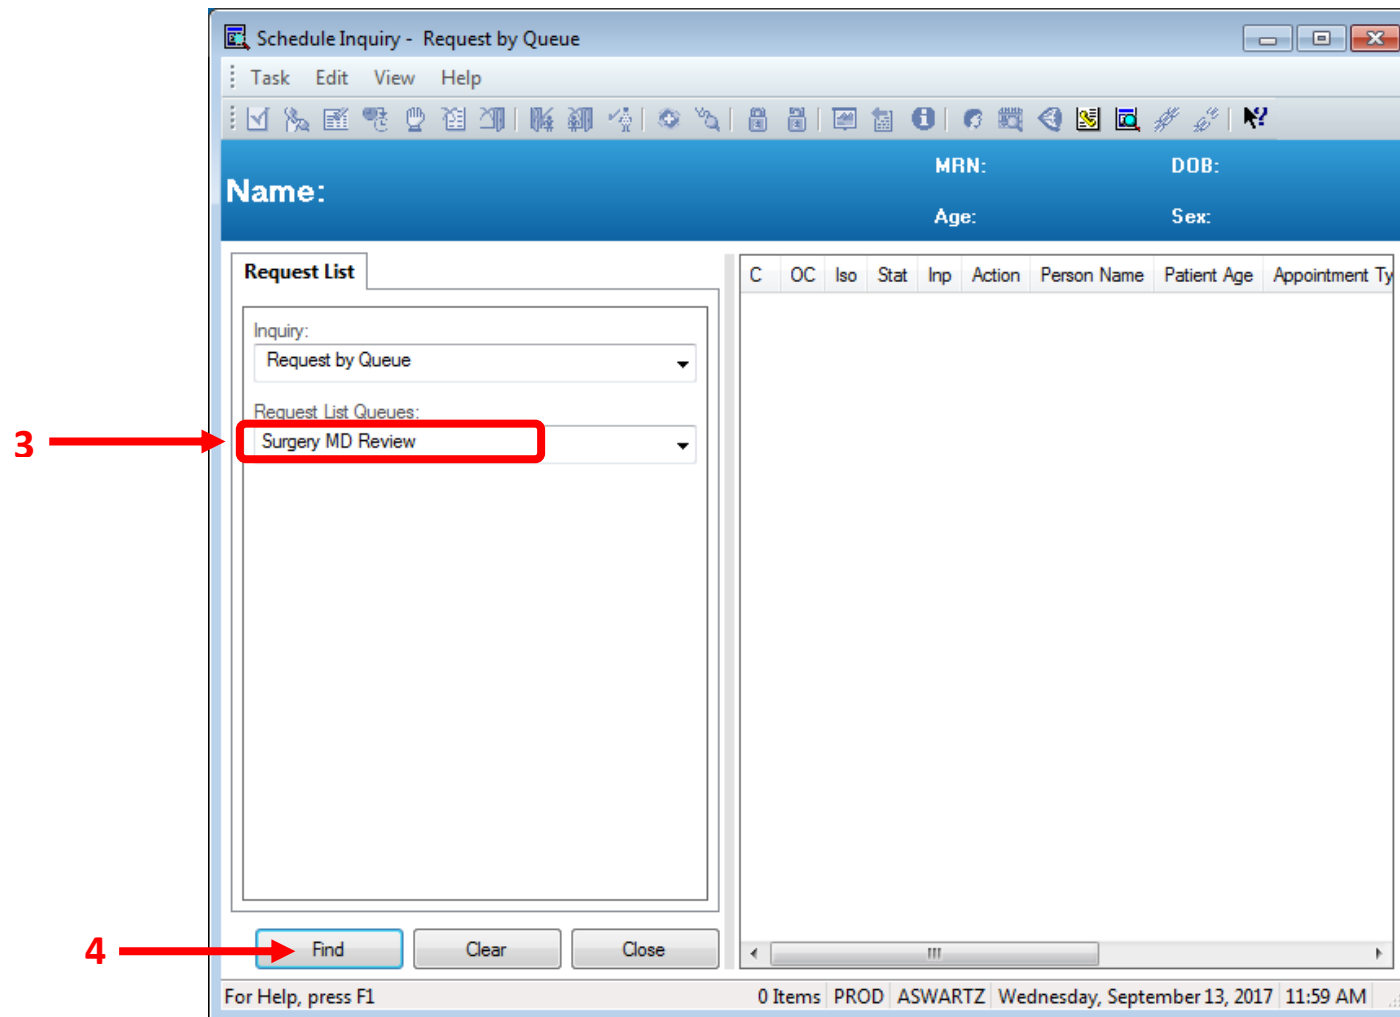 Schedule Inquiry - Request by Queue
Task Edit View Help
Name:
MRN: DOB:
Age: Sex:
Request List
C OC Iso Stat Inp Action Person Name Patient Age Appointment Ty
Inquiry:
Request by Queue
Request List Queues:
3
Surgery MD Review
4
Find Clear Close
For Help, press F1 0 Items PROD ASWARTZ Wednesday, September 13, 2017 11:59 AM